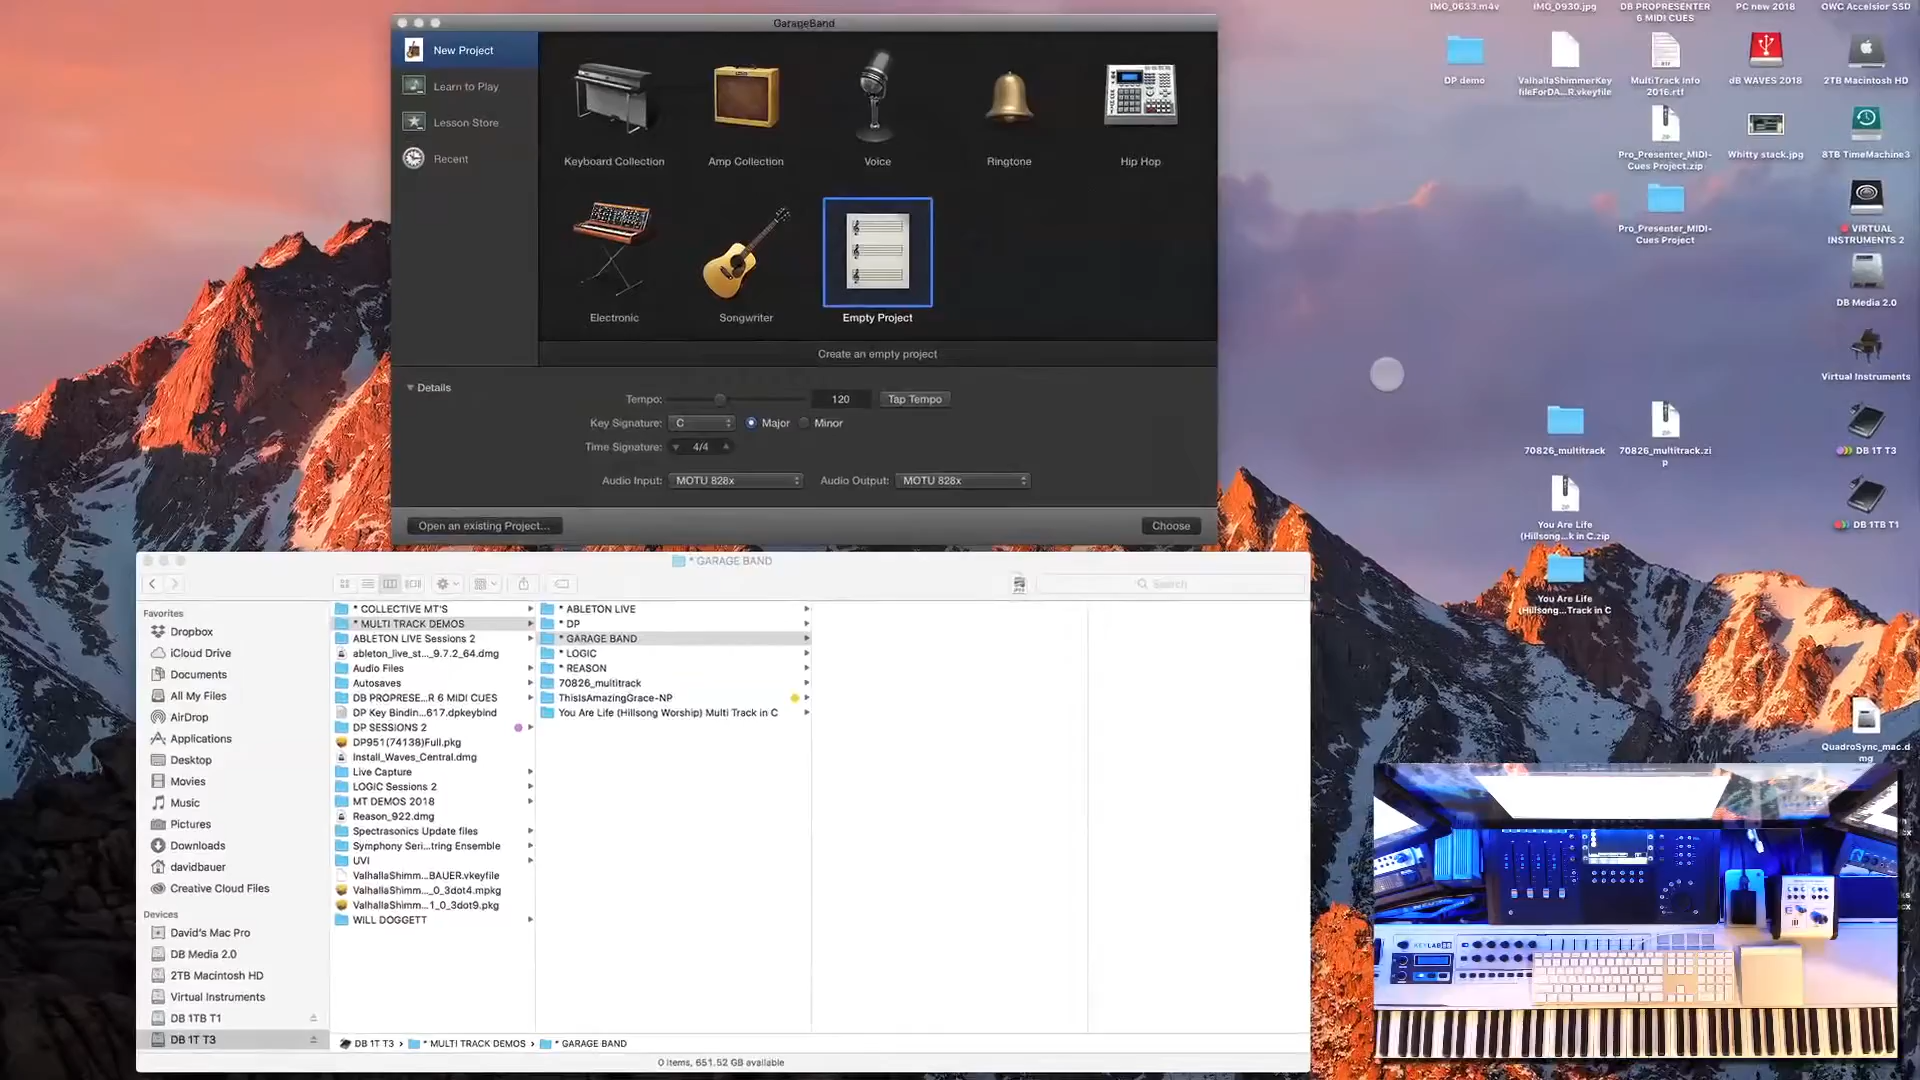 GarageBand
New Project
Learn to Play
Lesson Store
Recent
Keyboard Collection
Amp Collection
Voice
Ringtone
Hip Hop
Electronic
Songwriter
Empty Project
Create an empty project
Details
Tempo:
120
Tap Tempo
Key Signature:
C
Major
Minor
Time Signature:
4/4
Audio Input:
MOTU 828x
Audio Output:
MOTU 828x
Open an existing Project...
Choose
IMG_0633.m4v
IMG_0930.jpg
DB PROPRESENTER
6 MIDI CUES
PC new 2018
OWC Accelsior SSD
DP demo
ValhallaShimmerKey
fileForDA...R.vkeyfile
MultiTrack Info
2016.rtf
dB WAVES 2018
2TB Macintosh HD
Pro_Presenter_MIDI-
Cues Project.zip
Whitty stack.jpg
8TB TimeMachine3
Pro_Presenter_MIDI-
Cues Project
VIRTUAL
INSTRUMENTS 2
DB Media 2.0
Virtual Instruments
70826_multitrack
70826_multitrack.zi
p
DB 1T T3
You Are Life
(Hillsong...k in C.zip
DB 1TB T1
You Are Life
(Hillsong...Track in C
QuadroSync_mac.d
mg
* GARAGE BAND
Search
Favorites
Dropbox
iCloud Drive
Documents
All My Files
AirDrop
Applications
Desktop
Movies
Music
Pictures
Downloads
davidbauer
Creative Cloud Files
Devices
David's Mac Pro
DB Media 2.0
2TB Macintosh HD
Virtual Instruments
DB 1TB T1
DB 1T T3
* COLLECTIVE MT'S
* MULTI TRACK DEMOS
ABLETON LIVE Sessions 2
ableton_live_st..._9.7.2_64.dmg
Audio Files
Autosaves
DB PROPRESE...R 6 MIDI CUES
DP Key Bindin...617.dpkeybind
DP SESSIONS 2
DP951(74138)Full.pkg
Install_Waves_Central.dmg
Live Capture
LOGIC Sessions 2
MT DEMOS 2018
Reason_922.dmg
Spectrasonics Update files
Symphony Seri...tring Ensemble
UVI
ValhallaShimm...BAUER.vkeyfile
ValhallaShimm..._0_3dot4.mpkg
ValhallaShimm...1_0_3dot9.pkg
WILL DOGGETT
* ABLETON LIVE
* DP
* GARAGE BAND
* LOGIC
* REASON
70826_multitrack
ThisIsAmazingGrace-NP
You Are Life (Hillsong Worship) Multi Track in C
DB 1T T3 › * MULTI TRACK DEMOS › * GARAGE BAND
0 items, 651.52 GB available
KEYLAB